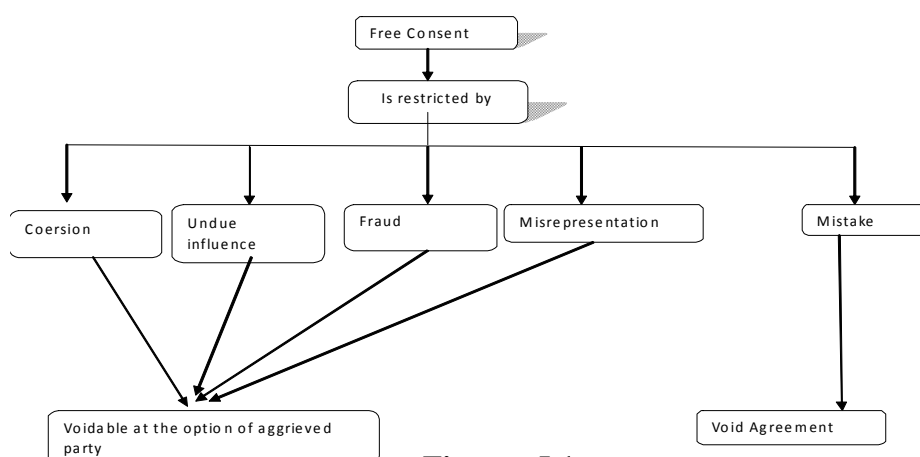 Free Consent
Is restricted by
Coersion
Undue
influence
Fraud
Misrepresentation
Mistake
Voidable at the option of aggrieved
party
Void Agreement